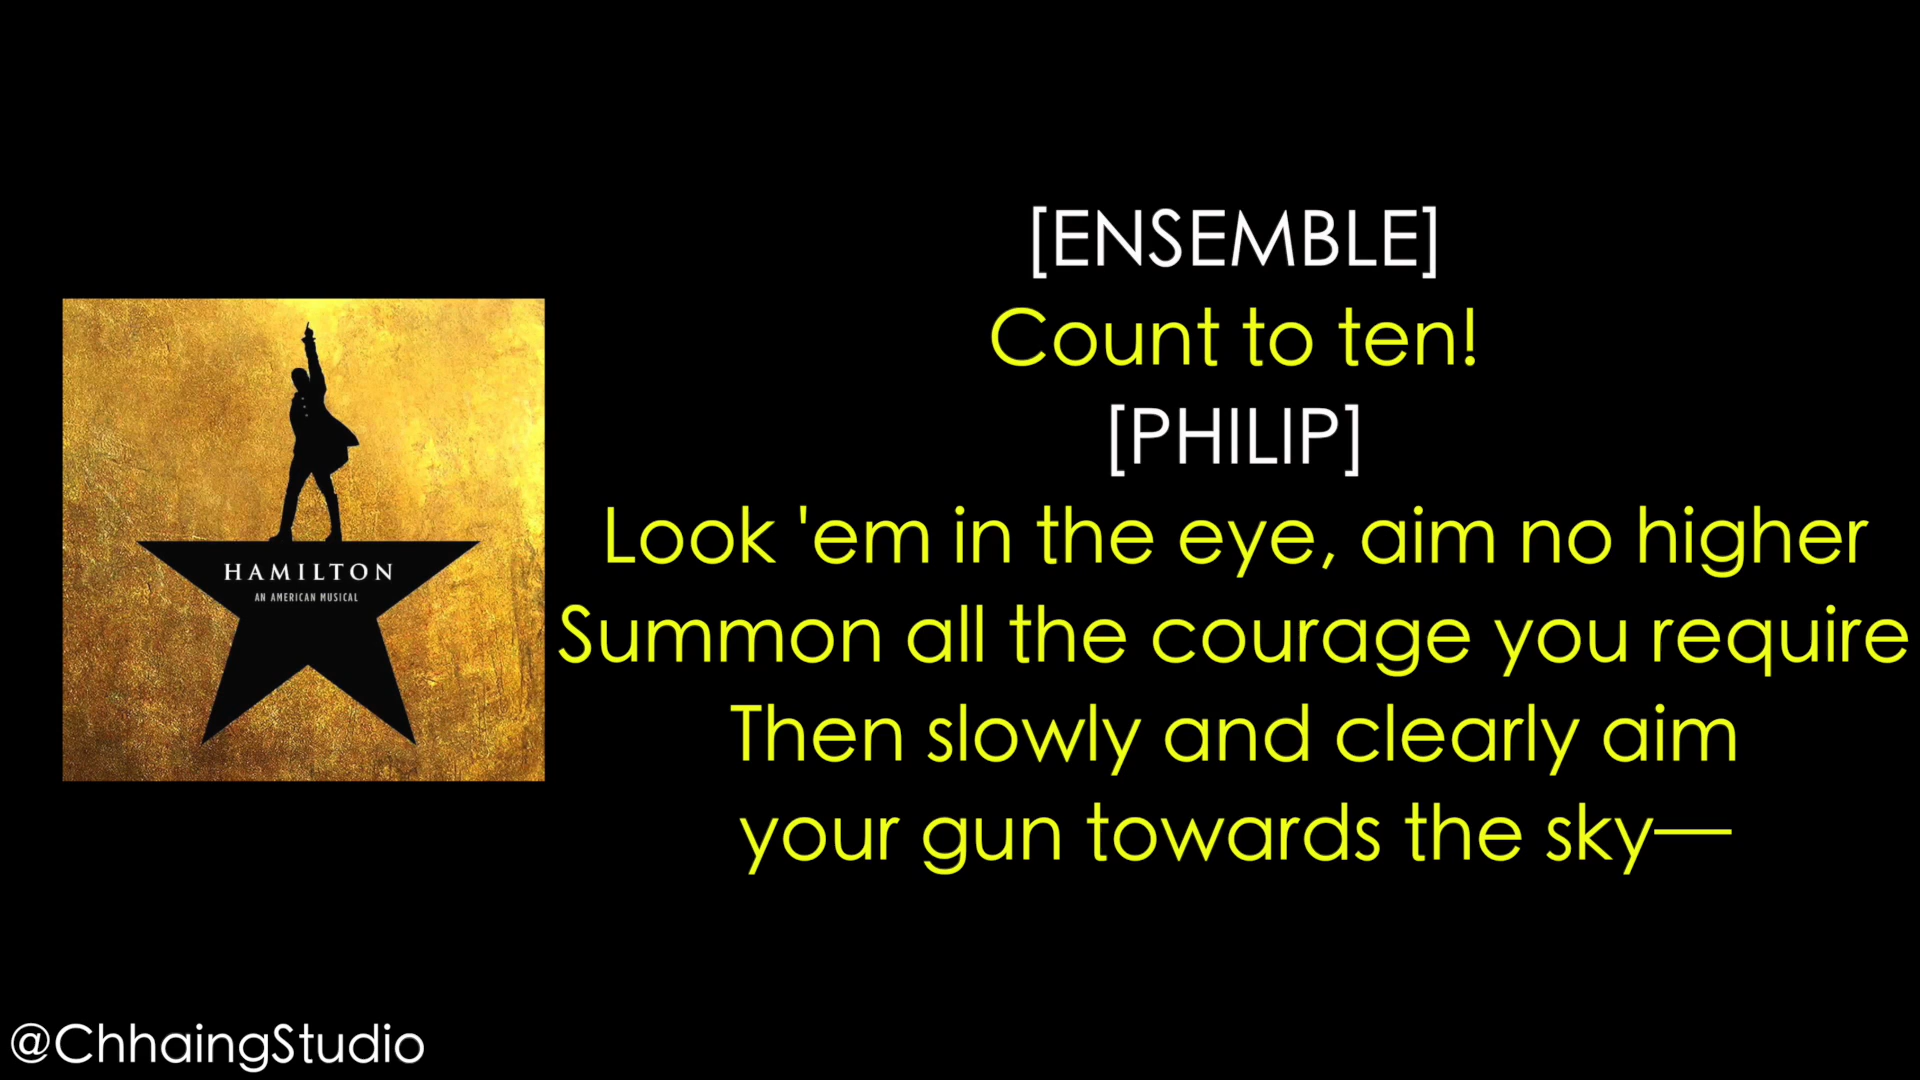 [ENSEMBLE]
Count to ten!
[PHILIP]
Look 'em in the eye, aim no higher
Summon all the courage you require
Then slowly and clearly aim
your gun towards the sky—
HAMILTON
AN AMERICAN MUSICAL
@ChhaingStudio